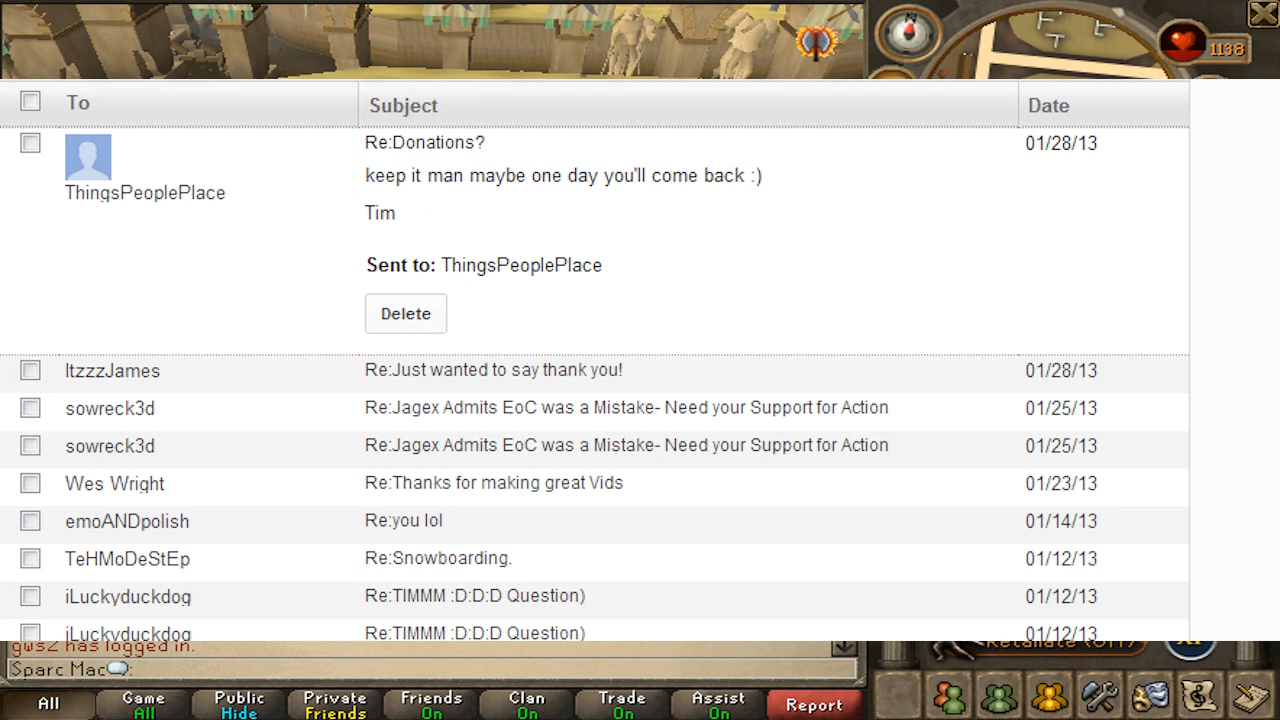 1138
To Subject Date
Re:Donations? 01/28/13
keep it man maybe one day you'll come back :)
ThingsPeoplePlace
Tim
Sent to: ThingsPeoplePlace
Delete
ItzzzJames Re:Just wanted to say thank you! 01/28/13
sowreck3d Re:Jagex Admits EoC was a Mistake- Need your Support for Action 01/25/13
sowreck3d Re:Jagex Admits EoC was a Mistake- Need your Support for Action 01/25/13
Wes Wright Re:Thanks for making great Vids 01/23/13
emoANDpolish Re:you lol 01/14/13
TeHMoDeStEp Re:Snowboarding. 01/12/13
iLuckyduckdog Re:TIMMM :D:D:D Question) 01/12/13
iLuckyduckdog Re:TIMMM :D:D:D Question) 01/12/13
gwsz has logged in. Retaliate (Off)
Sparc Mac:
All Game Public Private Friends Clan Trade Assist Report
All Hide Friends On On On On